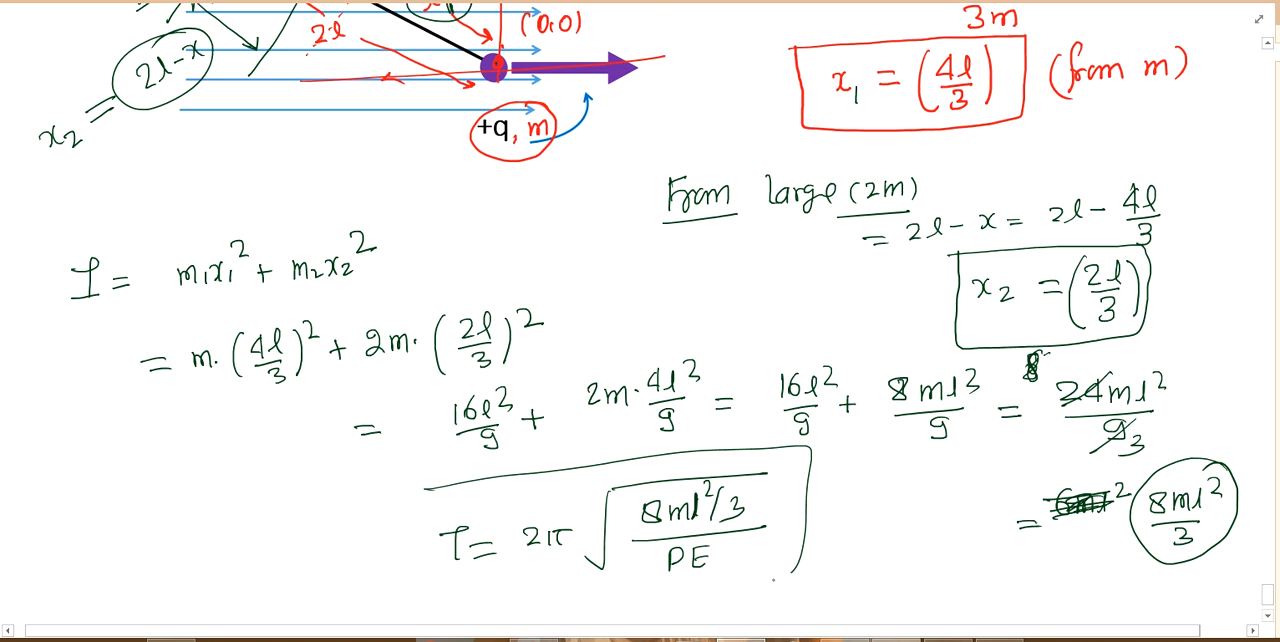 2l
(0,0)
3m
2l-x
x₁ = (4l/3) (from m)
x₂ =
+q, m
From large (2m)
= 2l - x = 2l - 4l/3
x₂ = (2l/3)
I = m₁x₁² + m₂x₂²
= m·(4l/3)² + 2m·(2l/3)²
= 16l²/9 + 2m·4l²/9 = 16l²/9 + 8ml²/9 = 24ml²/9 3
= 8ml²/3
T = 2π √(8ml²/3 / PE)